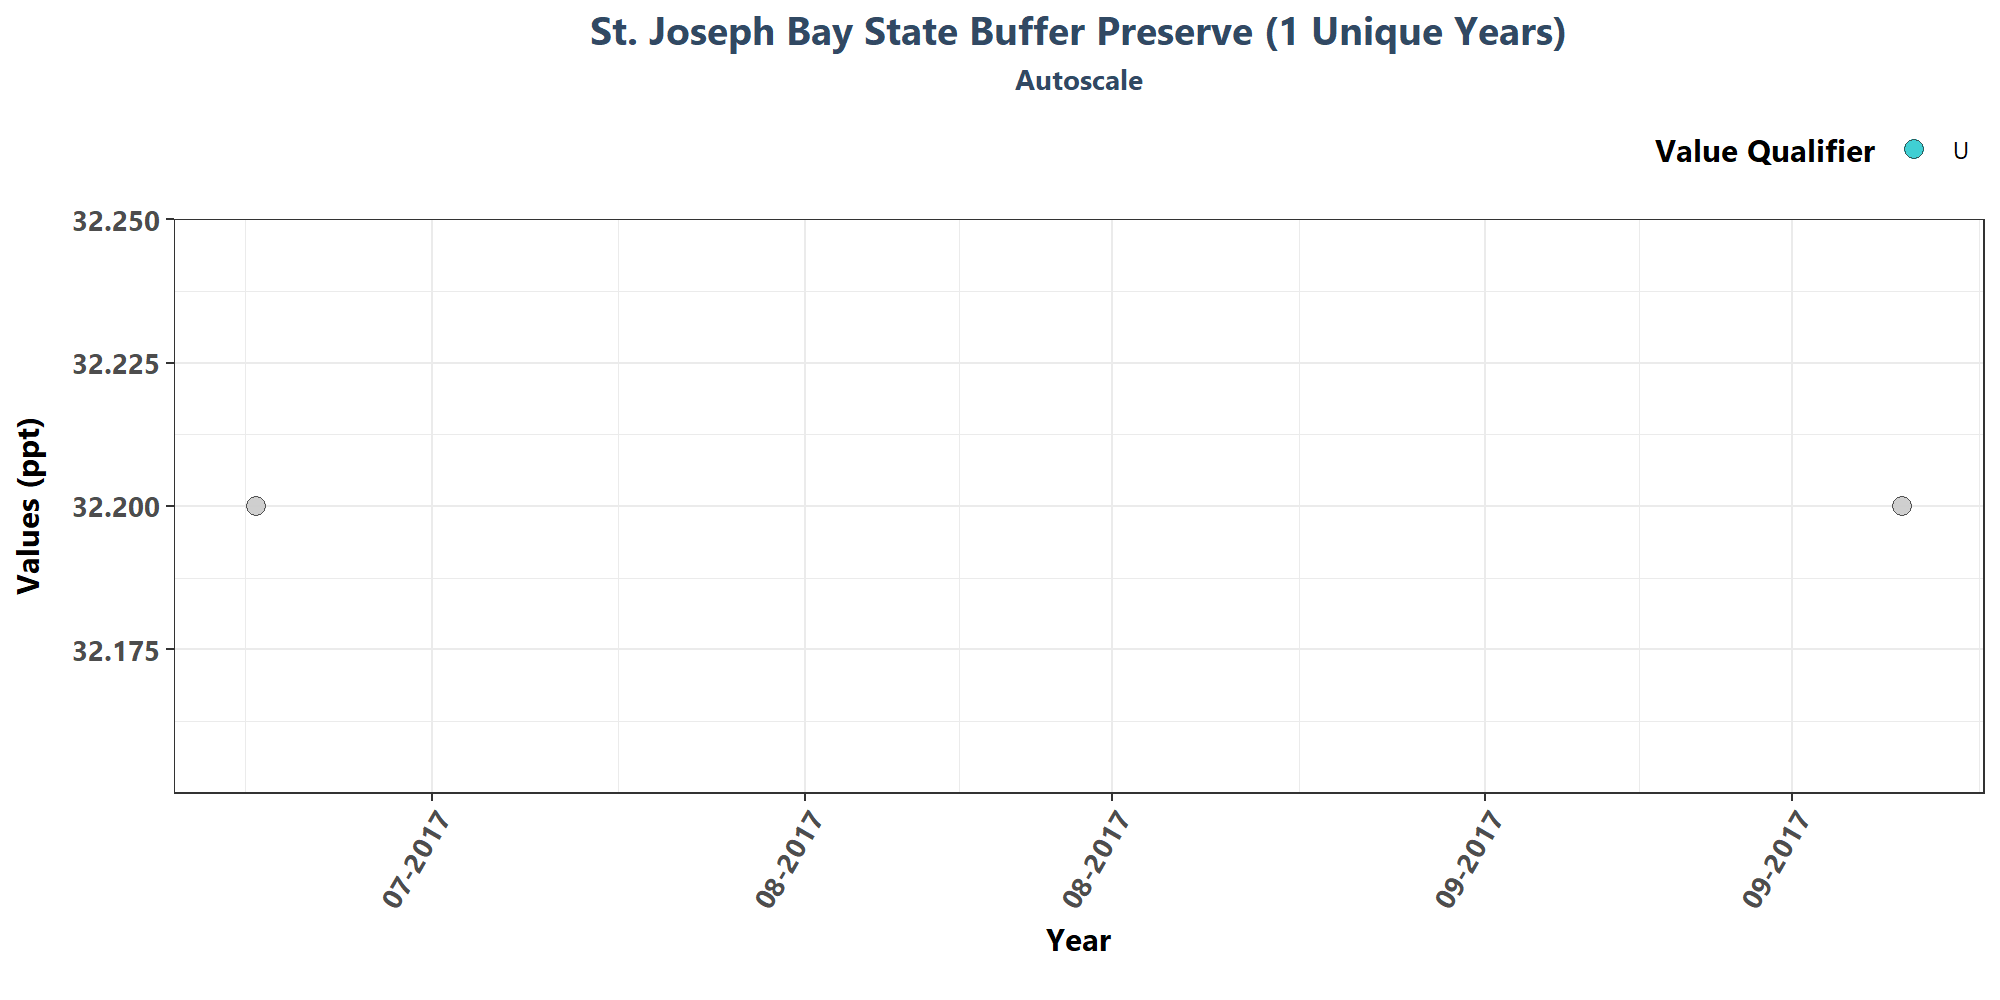 St. Joseph Bay State Buffer Preserve (1 Unique Years)
Autoscale
Value Qualifier U
32.250
32.225
32.200
32.175
Values (ppt)
07-2017
08-2017
08-2017
09-2017
09-2017
Year